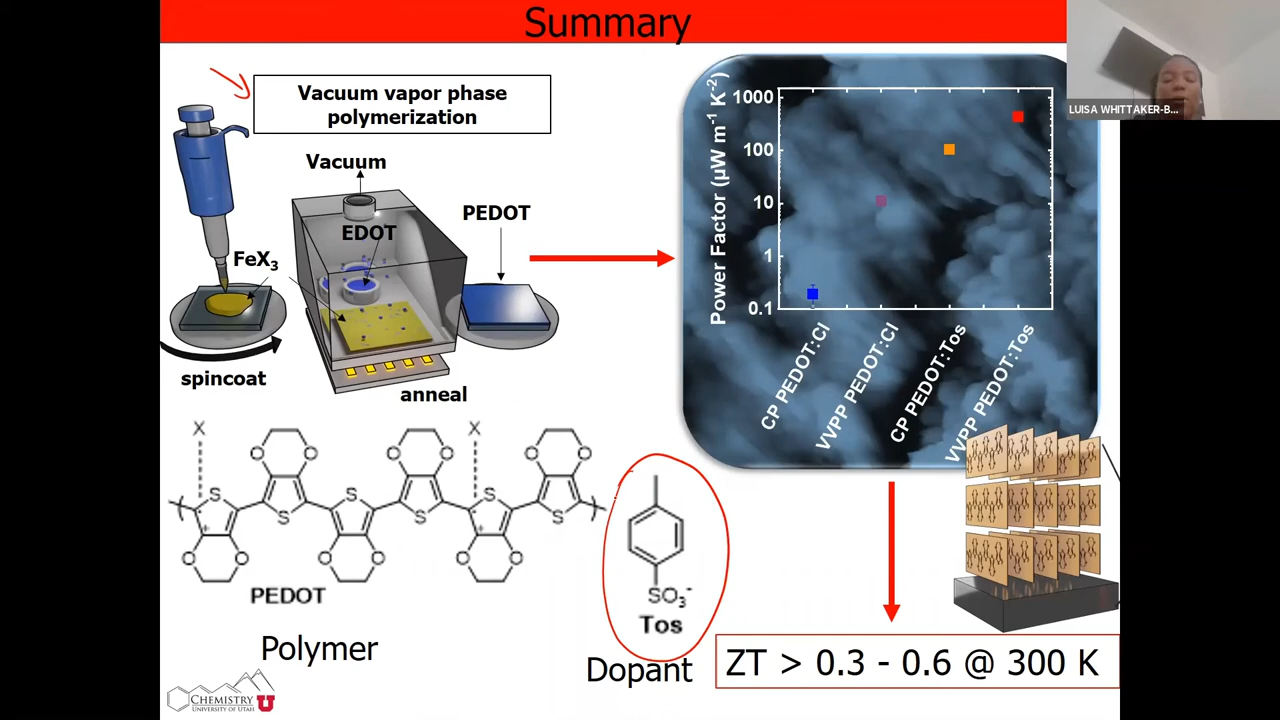 Summary
LUISA WHITTAKER-B...
Vacuum vapor phase
polymerization
Vacuum
EDOT
PEDOT
FeX₃
spincoat
anneal
Power Factor (µW m⁻¹ K⁻²)
1000
100
10
1
0.1
CP PEDOT:Cl
VVPP PEDOT:Cl
CP PEDOT:Tos
VVPP PEDOT:Tos
X
X
O
O
O
O
O
O
S
S
S
S
S
S
+
+
O
O
O
O
O
O
PEDOT
Polymer
SO₃⁻
Tos
Dopant
ZT > 0.3 - 0.6 @ 300 K
CHEMISTRY
UNIVERSITY OF UTAH
U